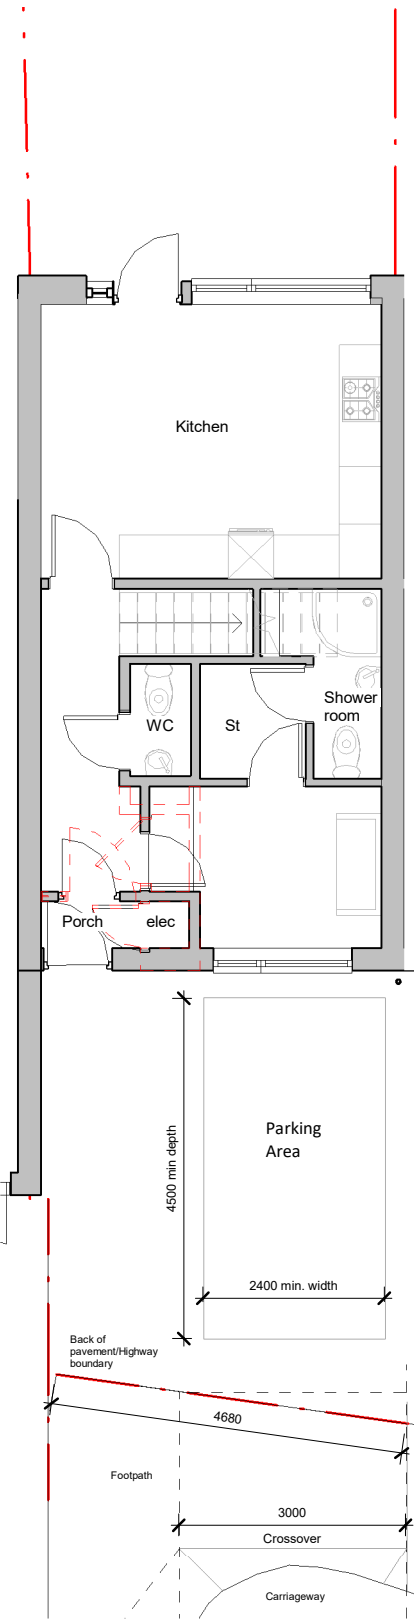 Kitchen
WC
St
Shower
room
Porch
elec
Parking
Area
4500 min depth
2400 min. width
Back of
pavement/Highway
boundary
4680
Footpath
3000
Crossover
Carriageway